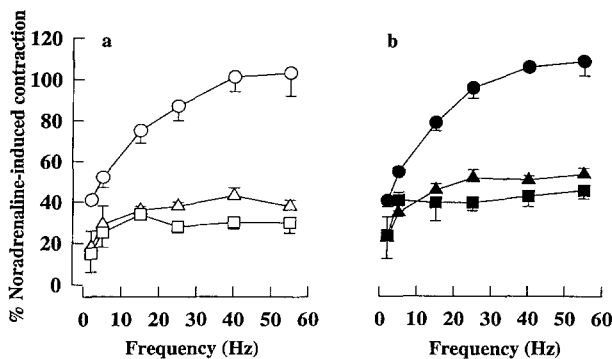 % Noradrenaline-induced contraction
120
100
80
60
40
20
0
a
b
0 10 20 30 40 50 60
0 10 20 30 40 50 60
Frequency (Hz)
Frequency (Hz)